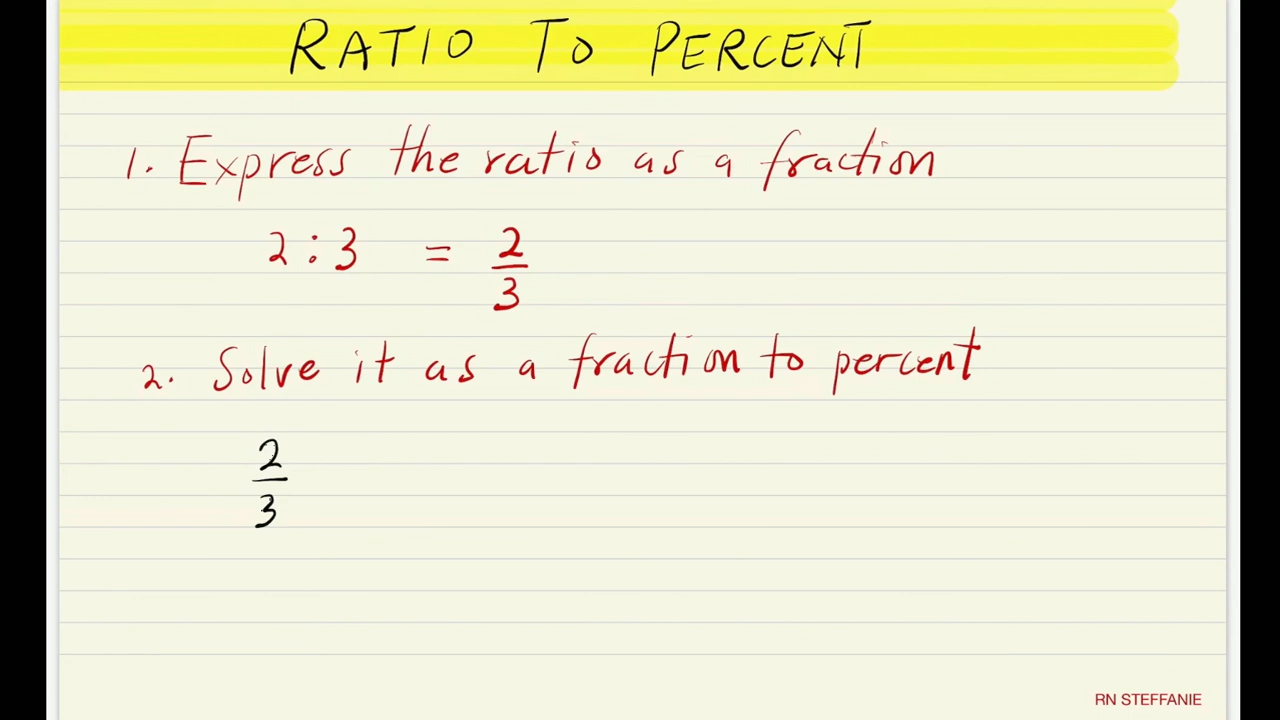 RATIO TO PERCENT
1. Express the ratio as a fraction
2 : 3 = 2/3
2. Solve it as a fraction to percent
2/3
RN STEFFANIE